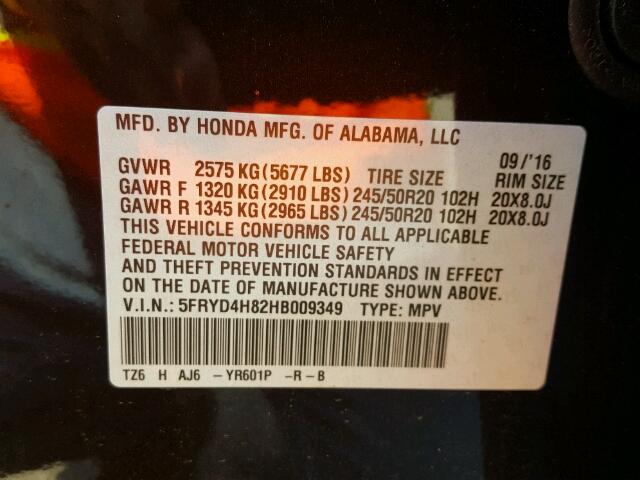 MFD. BY HONDA MFG. OF ALABAMA, LLC
09/'16
GVWR 2575 KG(5677 LBS) TIRE SIZE RIM SIZE
GAWR F 1320 KG(2910 LBS)245/50R20 102H 20X8.0J
GAWR R 1345 KG(2965 LBS)245/50R20 102H 20X8.0J
THIS VEHICLE CONFORMS TO ALL APPLICABLE
FEDERAL MOTOR VEHICLE SAFETY
AND THEFT PREVENTION STANDARDS IN EFFECT
ON THE DATE OF MANUFACTURE SHOWN ABOVE.
V.I.N.: 5FRYD4H82HB009349 TYPE: MPV
TZ6 H AJ6 -YR601P -R-B